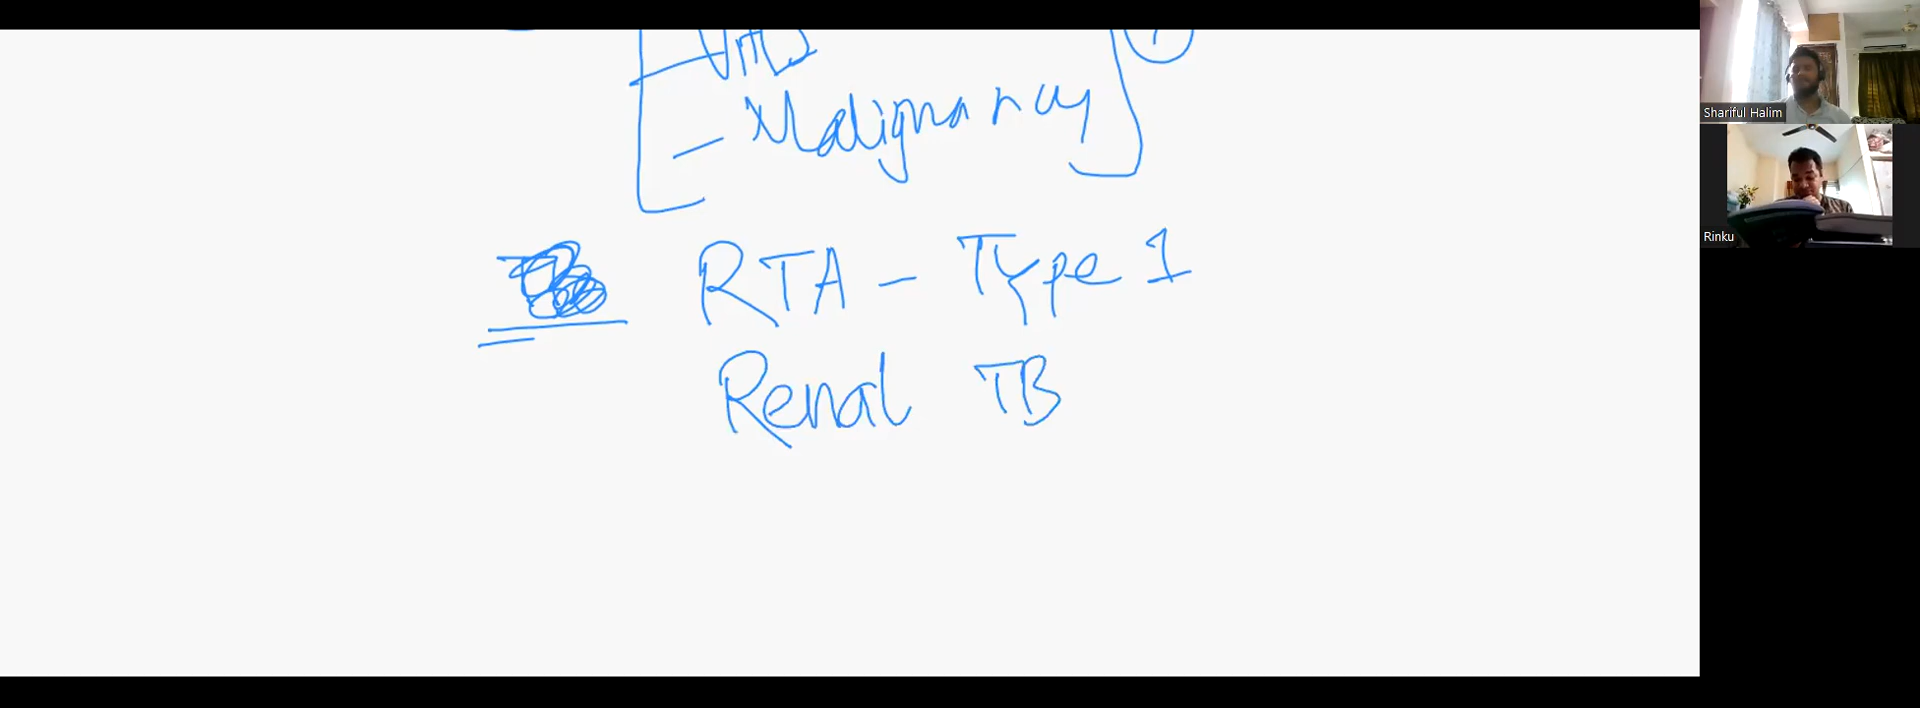 - Malignancy
RTA - Type 1
Renal TB
Shariful Halim
Rinku